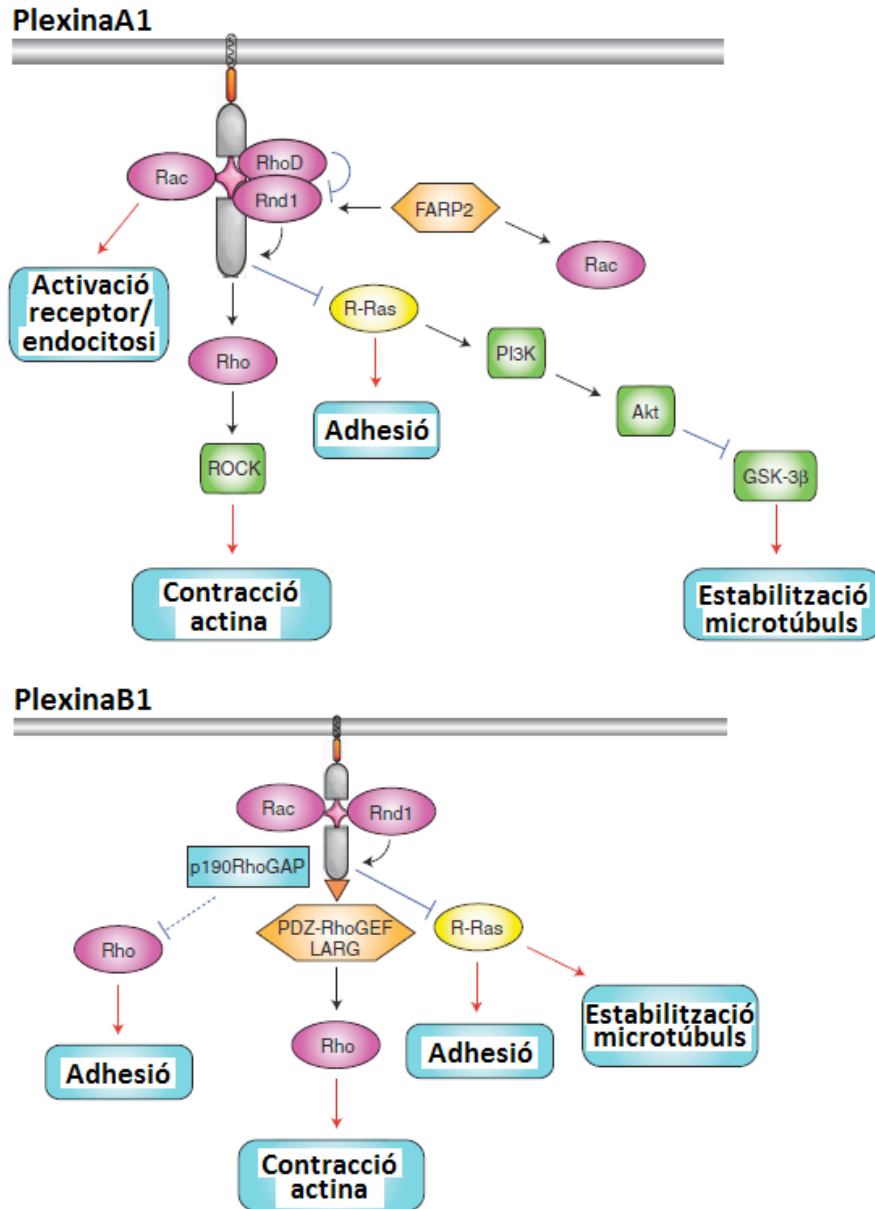 PlexinaA1
RhoD
Rac
Rnd1
FARP2
Rac
Activació
receptor/
endocitosi
R-Ras
Rho
PI3K
Adhesió
Akt
ROCK
GSK-3β
Contracció
actina
Estabilització
microtúbuls
PlexinaB1
Rac
Rnd1
p190RhoGAP
PDZ-RhoGEF
LARG
R-Ras
Rho
Estabilització
microtúbuls
Rho
Adhesió
Adhesió
Contracció
actina